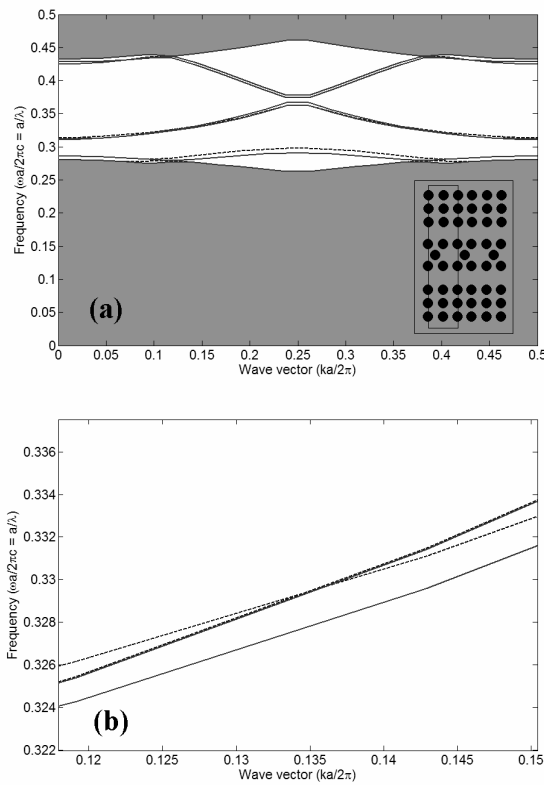 0.5
0.45
0.4
0.35
0.3
0.25
0.2
0.15
0.1
0.05
0
Frequency (ωa/2πc = a/λ)
(a)
0 0.05 0.1 0.15 0.2 0.25 0.3 0.35 0.4 0.45 0.5
Wave vector (ka/2π)
0.336
0.334
0.332
0.33
0.328
0.326
0.324
0.322
Frequency (ωa/2πc = a/λ)
(b)
0.12 0.125 0.13 0.135 0.14 0.145 0.15
Wave vector (ka/2π)